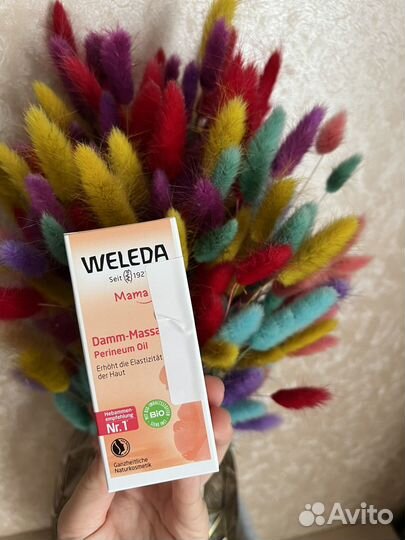 WELEDA
Seit 192
Mama
Damm-Massa
Perineum Oil
Erhöht die Elastizität
der Haut
Hebammen-
empfehlung
Nr. 1
BIO
Ganzheitliche
Naturkosmetik
Avito